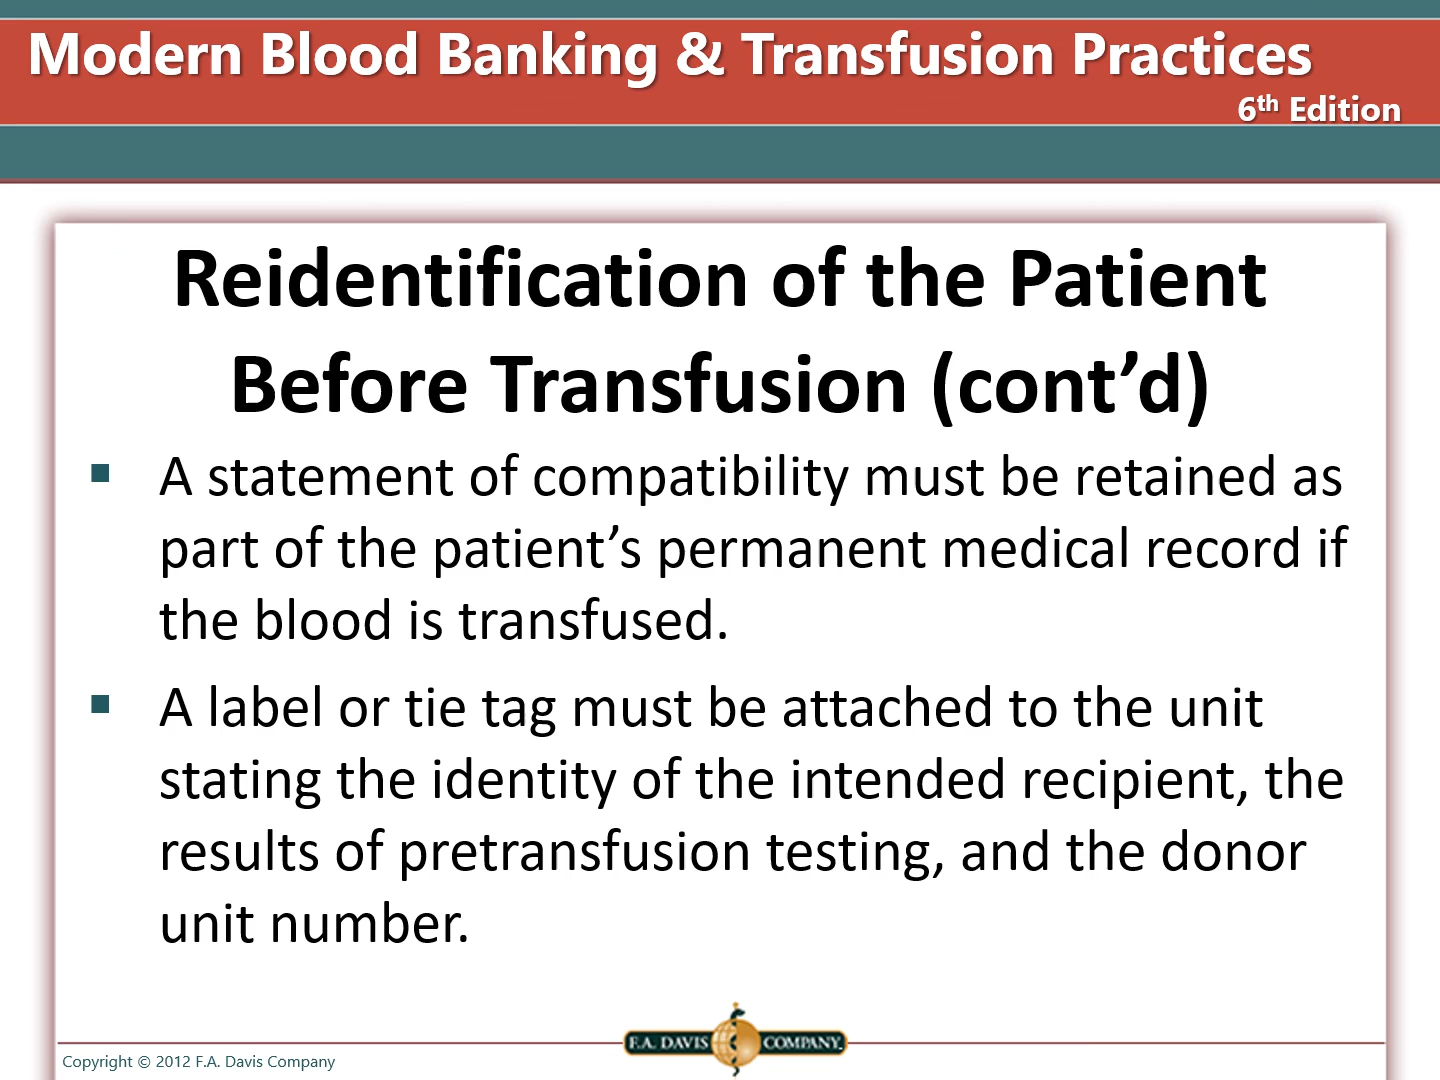 Modern Blood Banking & Transfusion Practices
6th Edition
Reidentification of the Patient
Before Transfusion (cont’d)
▪ A statement of compatibility must be retained as
part of the patient’s permanent medical record if
the blood is transfused.
▪ A label or tie tag must be attached to the unit
stating the identity of the intended recipient, the
results of pretransfusion testing, and the donor
unit number.
F.A. DAVIS COMPANY
Copyright © 2012 F.A. Davis Company